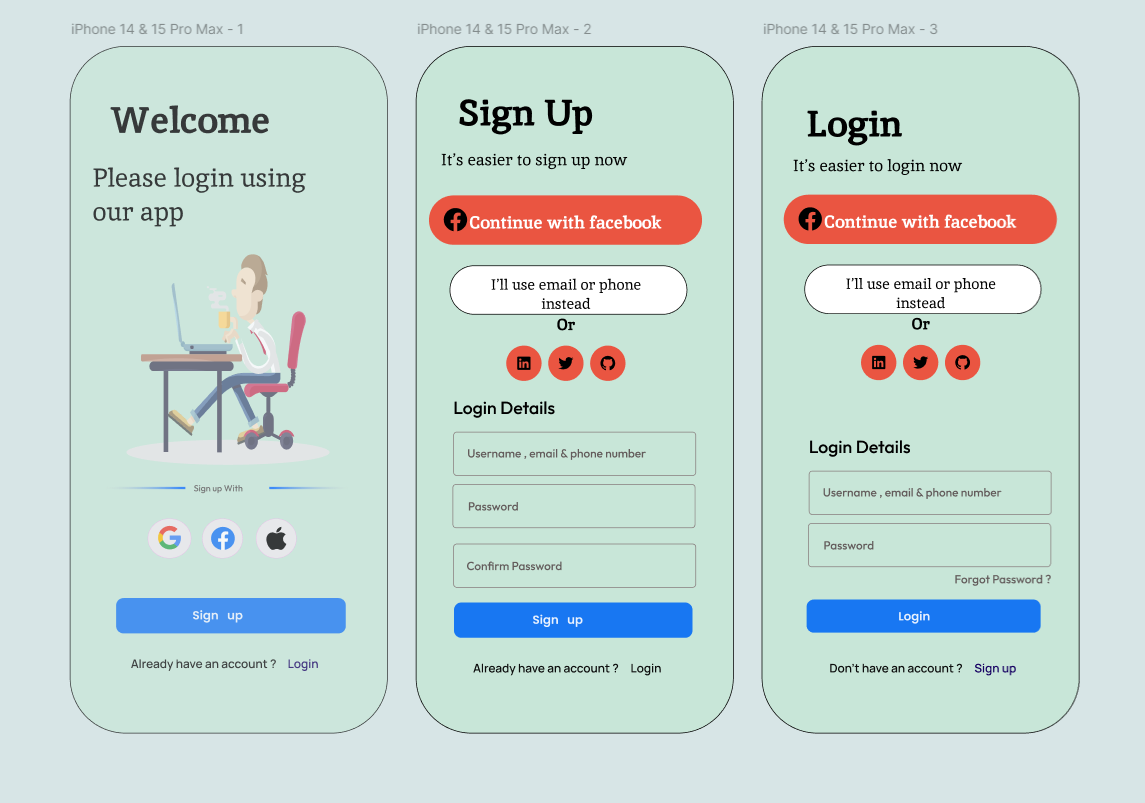 iPhone 14 & 15 Pro Max - 1
Welcome
Please login using
our app
Sign up With
Sign up
Already have an account ? Login
iPhone 14 & 15 Pro Max - 2
Sign Up
It's easier to sign up now
Continue with facebook
I'll use email or phone
instead
Or
in
Login Details
Username , email & phone number
Password
Confirm Password
Sign up
Already have an account ? Login
iPhone 14 & 15 Pro Max - 3
Login
It's easier to login now
Continue with facebook
I'll use email or phone
instead
Or
in
Login Details
Username , email & phone number
Password
Forgot Password ?
Login
Don't have an account ? Sign up